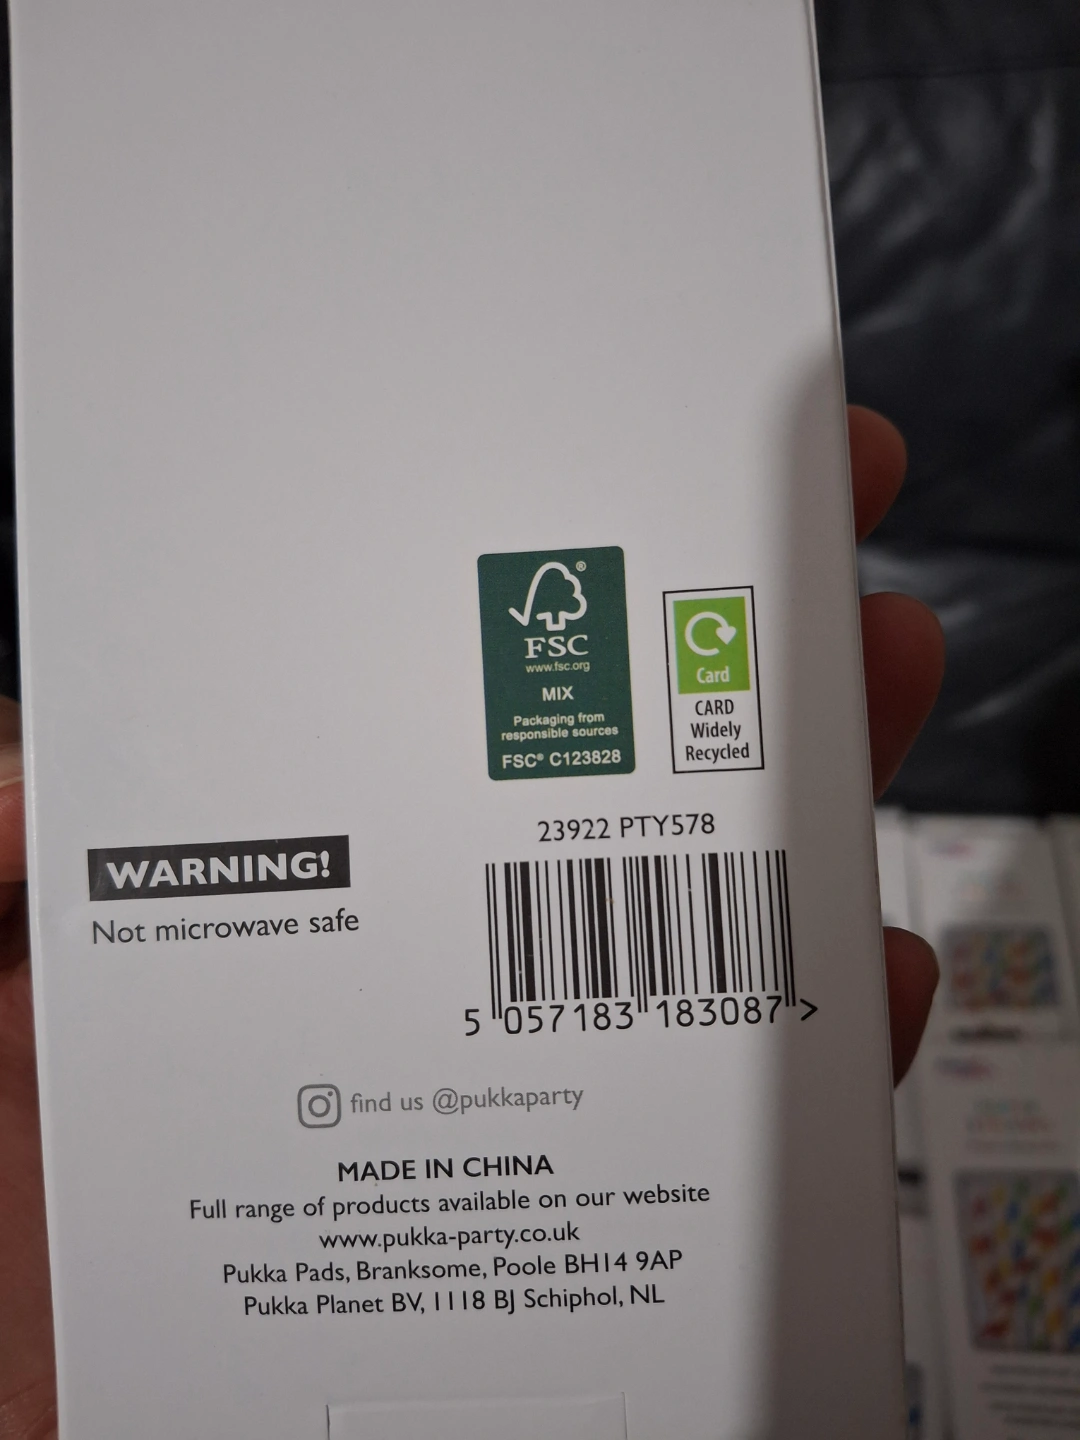 FSC
www.fsc.org
MIX
Packaging from
responsible sources
FSC® C123828
Card
CARD
Widely
Recycled
23922 PTY578
WARNING!
Not microwave safe
5 057183 183087 >
find us @pukkaparty
MADE IN CHINA
Full range of products available on our website
www.pukka-party.co.uk
Pukka Pads, Branksome, Poole BH14 9AP
Pukka Planet BV, 1118 BJ Schiphol, NL